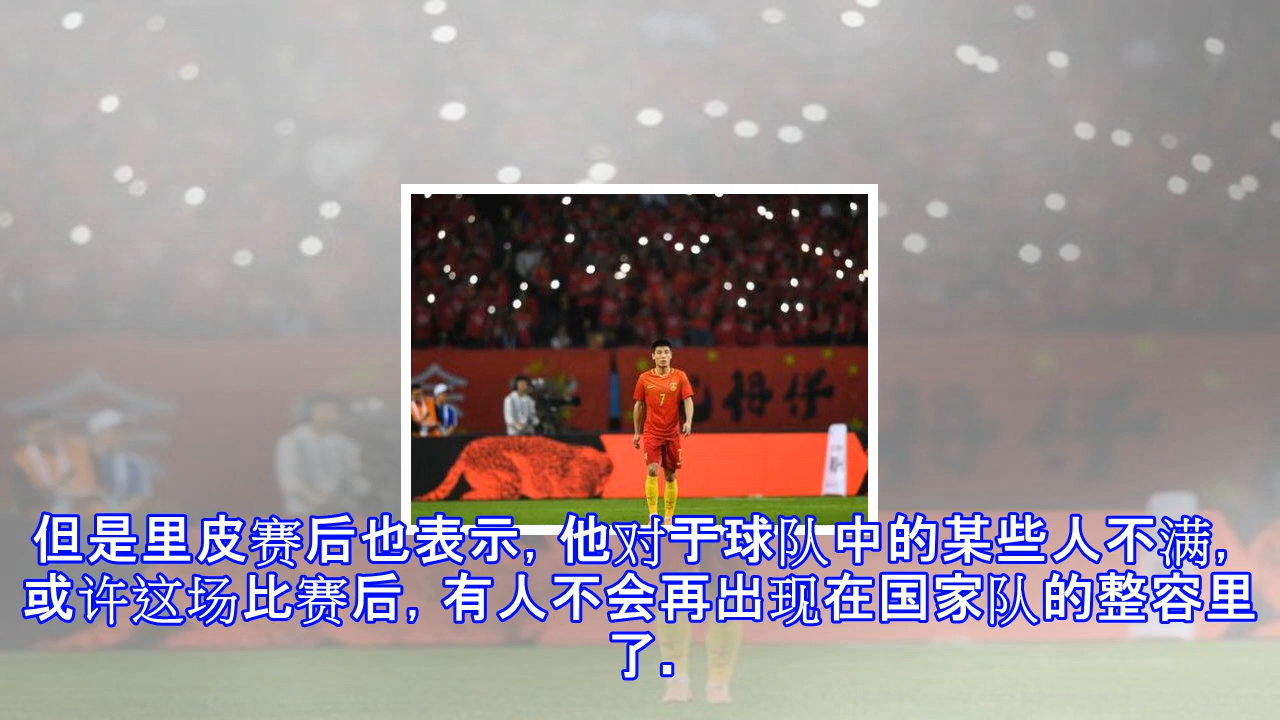 7
但是里皮赛后也表示, 他对于球队中的某些人不满,
或许这场比赛后, 有人不会再出现在国家队的整容里
了.